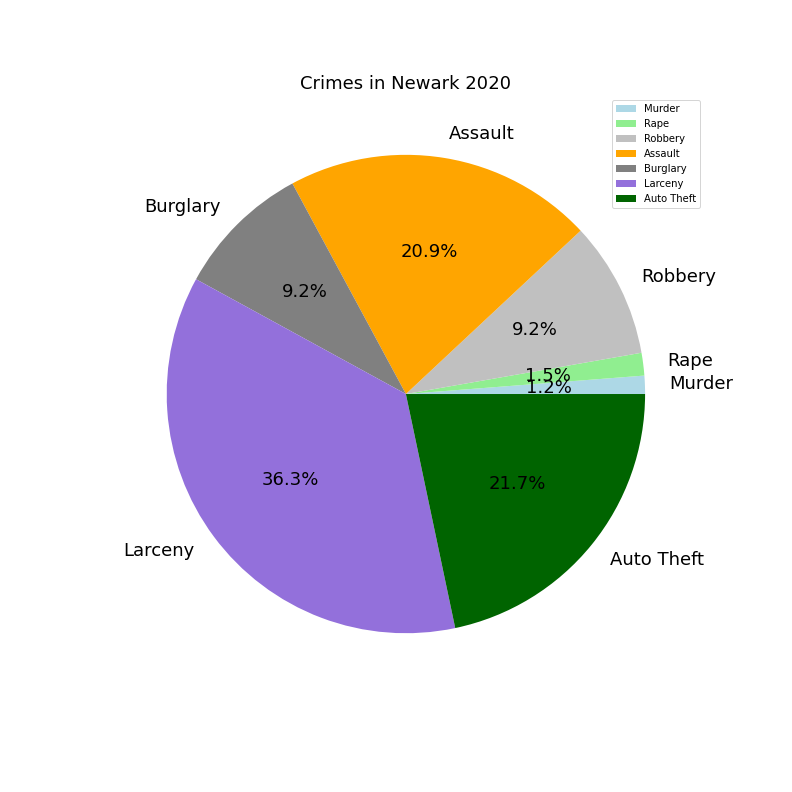 Crimes in Newark 2020
Murder
Rape
Robbery
Assault
Burglary
Larceny
Auto Theft
Assault
Burglary
20.9%
Robbery
9.2%
9.2%
Rape
1.5%
Murder
1.2%
36.3%
21.7%
Larceny
Auto Theft